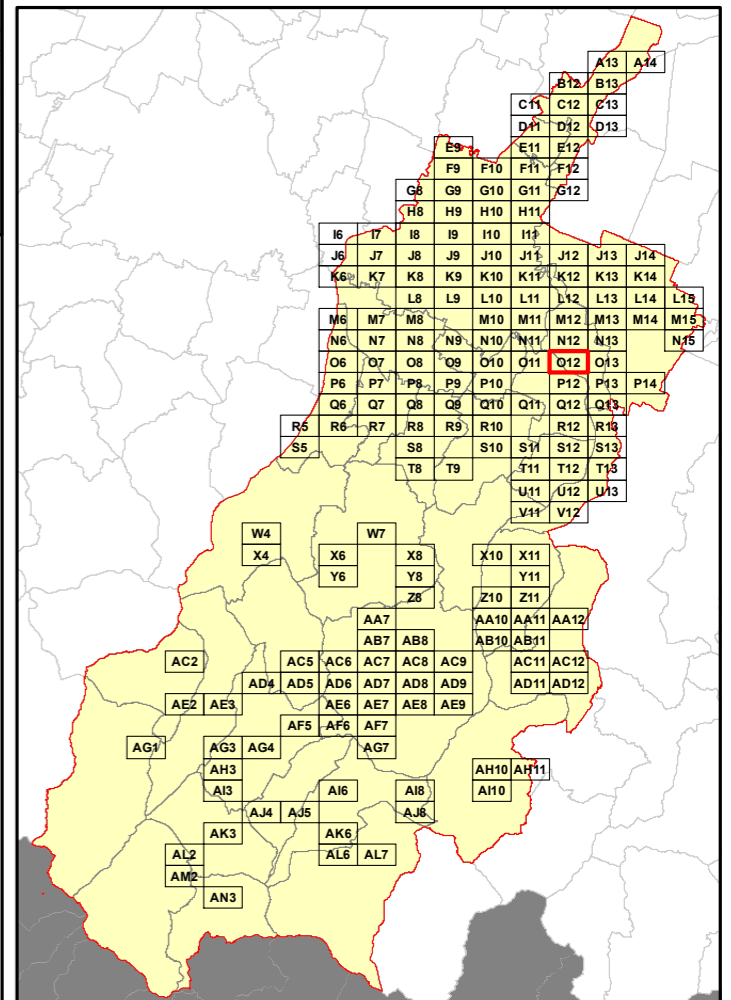 A13 A14
B12 B13
C11 C12 C13
D11 D12 D13
E9 E11 E12
F9 F10 F11 F12
G8 G9 G10 G11 G12
H8 H9 H10 H11
I6 I7 I8 I9 I10 I11
J6 J7 J8 J9 J10 J11 J12 J13 J14
K6 K7 K8 K9 K10 K11 K12 K13 K14
L8 L9 L10 L11 L12 L13 L14 L15
M6 M7 M8 M10 M11 M12 M13 M14 M15
N6 N7 N8 N9 N10 N11 N12 N13 N15
O6 O7 O8 O9 O10 O11 O12 O13
P6 P7 P8 P9 P10 P12 P13 P14
Q6 Q7 Q8 Q9 Q10 Q11 Q12 Q13
R5 R6 R7 R8 R9 R10 R12 R13
S5 S8 S10 S11 S12 S13
T8 T9 T11 T12 T13
U11 U12 U13
V11 V12
W4 W7
X4 X6 X8 X10 X11
Y6 Y8 Y11
Z8 Z10 Z11
AA7 AA10 AA11 AA12
AB7 AB8 AB10 AB11
AC2 AC5 AC6 AC7 AC8 AC9 AC11 AC12
AD4 AD5 AD6 AD7 AD8 AD9 AD11 AD12
AE2 AE3 AE6 AE7 AE8 AE9
AF5 AF6 AF7
AG1 AG3 AG4 AG7
AH3 AH10 AH11
AI3 AI6 AI8 AI10
AJ4 AJ5 AJ8
AK3 AK6
AL2 AL6 AL7
AM2
AN3